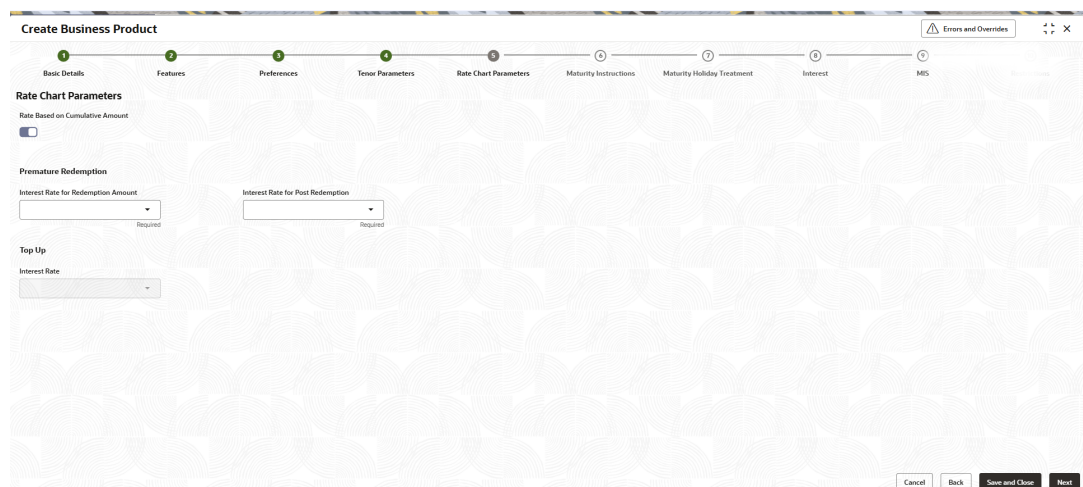 Create Business Product
Errors and Overrides
1 2 3 4 5 6 7 8 9
Basic Details Features Preferences Tenor Parameters Rate Chart Parameters Maturity Instructions Maturity Holiday Treatment Interest MIS
Rate Chart Parameters
Rate Based on Cumulative Amount
Premature Redemption
Interest Rate for Redemption Amount Interest Rate for Post Redemption
Required Required
Top Up
Interest Rate
Cancel Back Save and Close Next